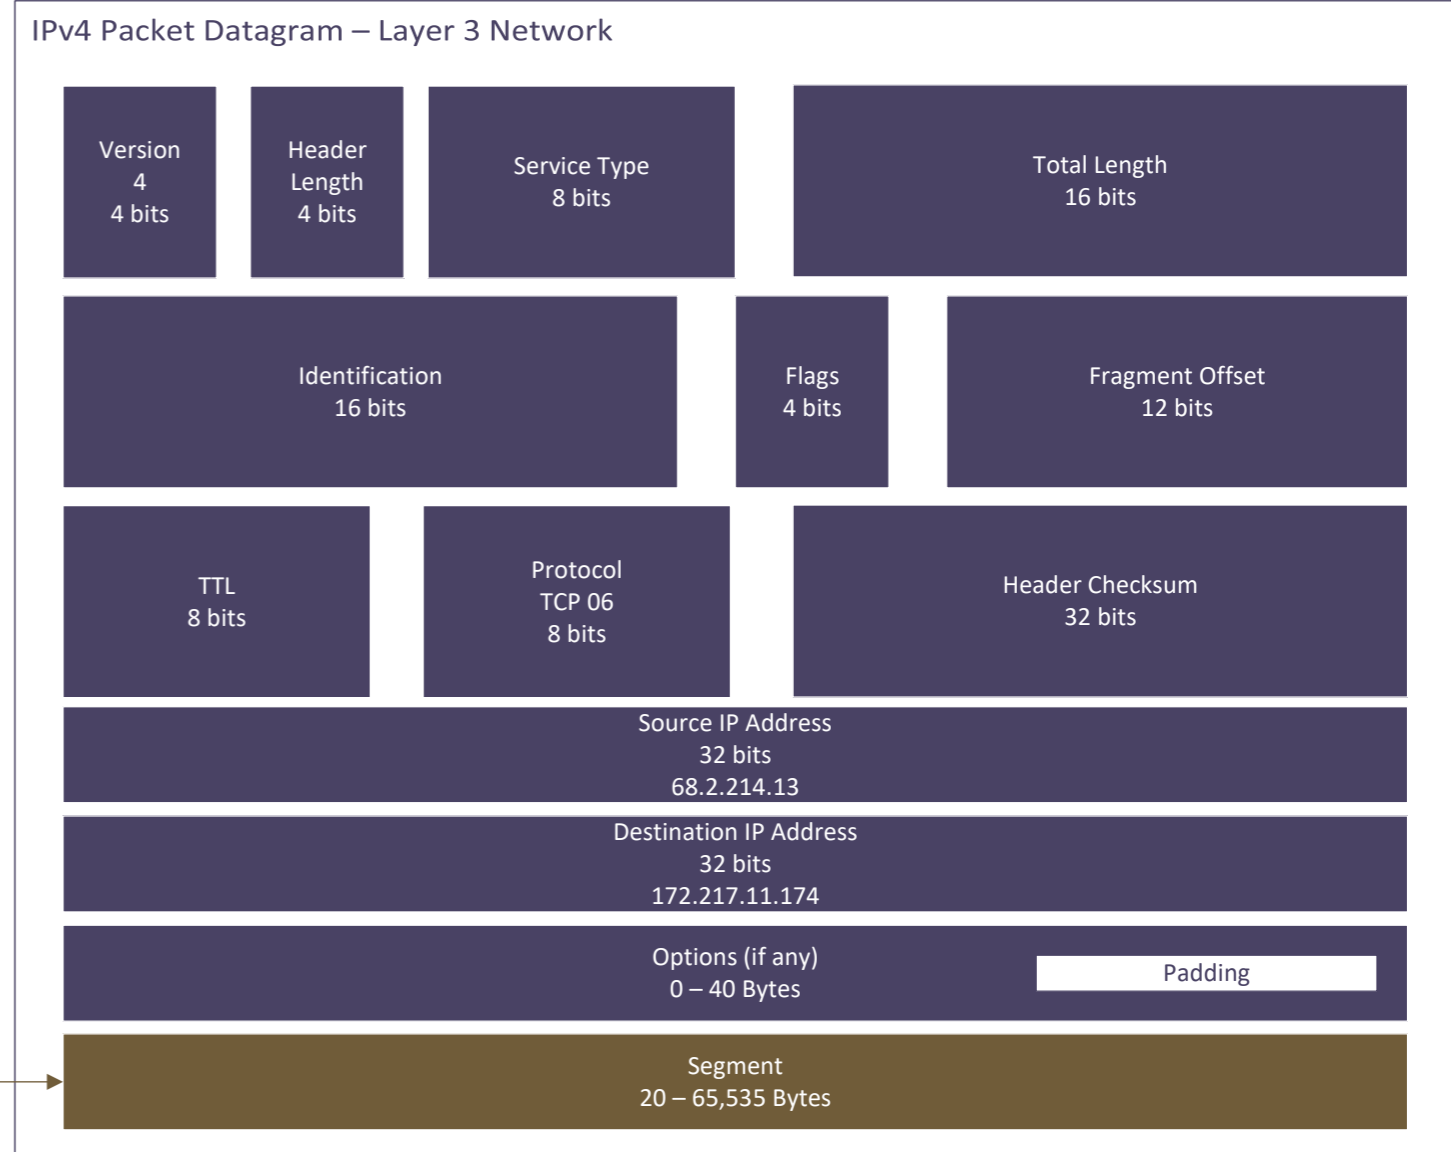 IPv4 Packet Datagram – Layer 3 Network
Version
4
4 bits
Header
Length
4 bits
Service Type
8 bits
Total Length
16 bits
Identification
16 bits
Flags
4 bits
Fragment Offset
12 bits
TTL
8 bits
Protocol
TCP 06
8 bits
Header Checksum
32 bits
Source IP Address
32 bits
68.2.214.13
Destination IP Address
32 bits
172.217.11.174
Options (if any)
0 – 40 Bytes
Padding
Segment
20 – 65,535 Bytes